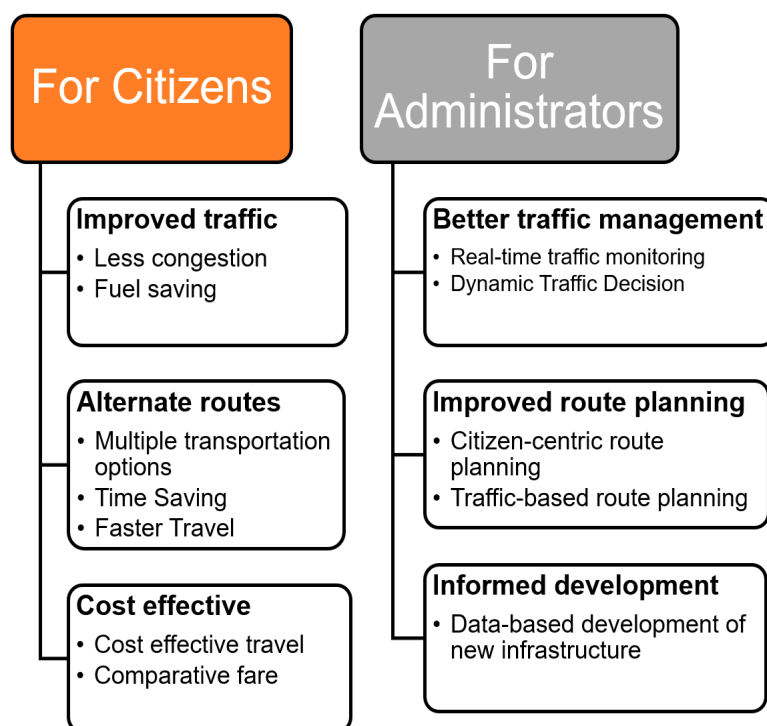 For Citizens
Improved traffic
• Less congestion
• Fuel saving
Alternate routes
• Multiple transportation
options
• Time Saving
• Faster Travel
Cost effective
• Cost effective travel
• Comparative fare
For
Administrators
Better traffic management
• Real-time traffic monitoring
• Dynamic Traffic Decision
Improved route planning
• Citizen-centric route
planning
• Traffic-based route planning
Informed development
• Data-based development of
new infrastructure